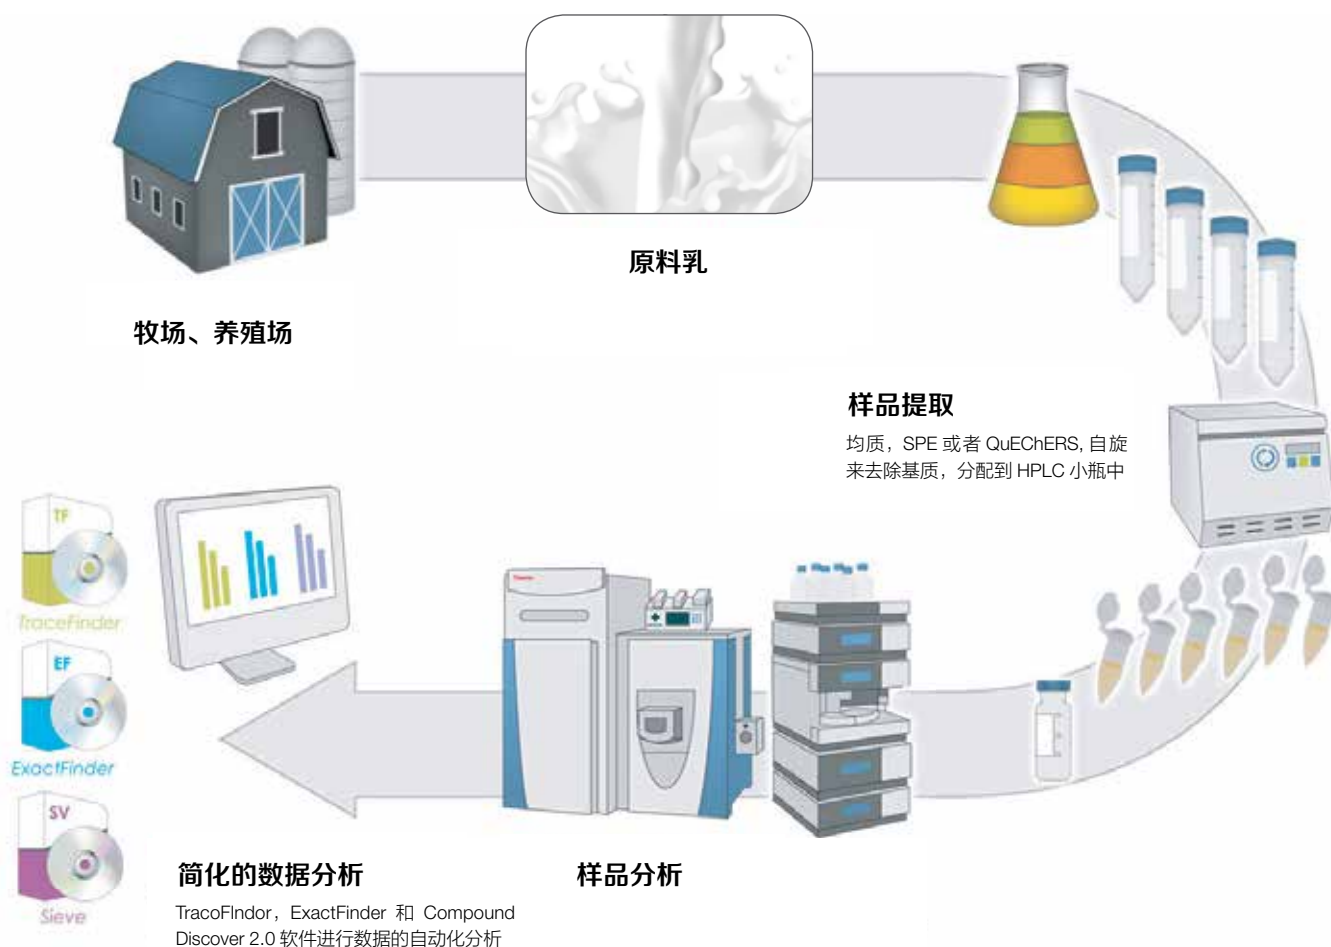 原料乳
牧场、养殖场
样品提取
均质，SPE 或者 QuEChERS, 自旋
来去除基质，分配到 HPLC 小瓶中
TF
TraceFinder
EF
ExactFinder
SV
Sieve
Thermo
样品分析
简化的数据分析
TracoFIndor，ExactFinder 和 Compound
Discover 2.0 软件进行数据的自动化分析